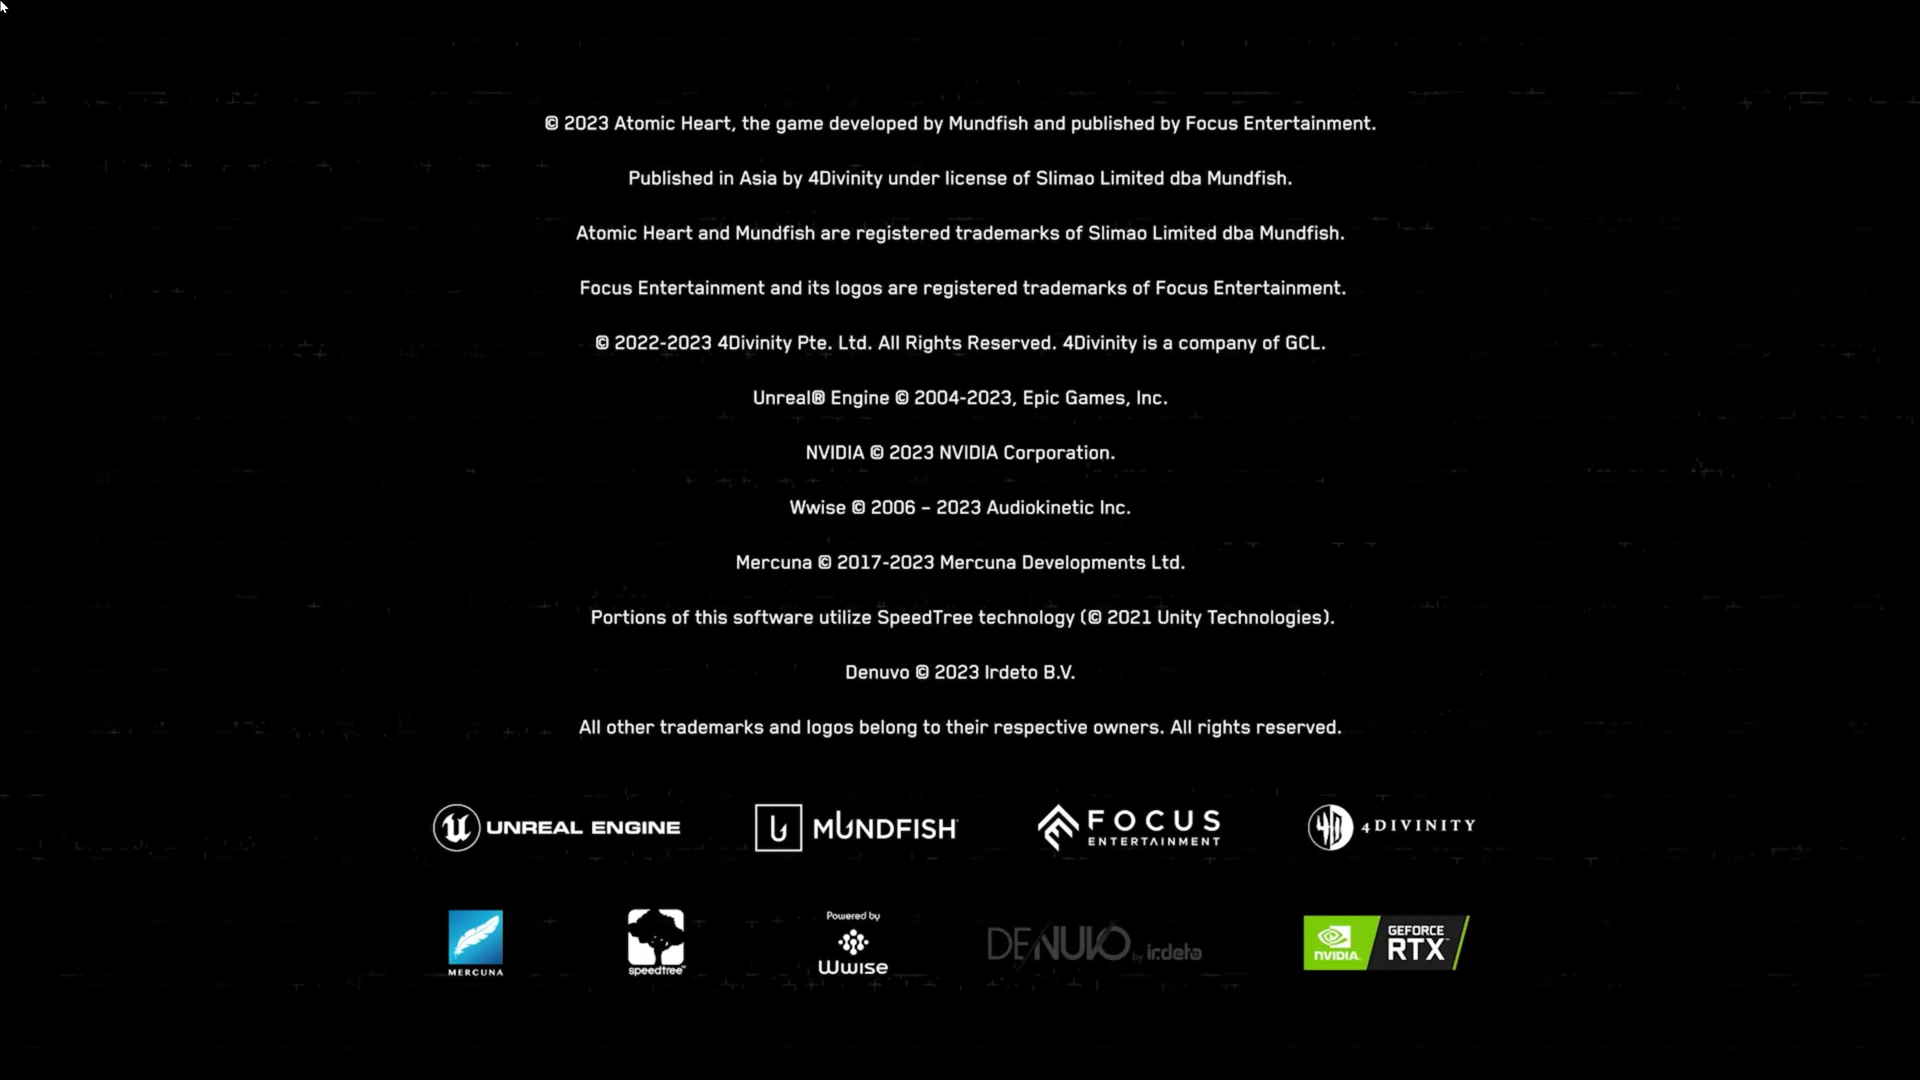 © 2023 Atomic Heart, the game developed by Mundfish and published by Focus Entertainment.
Published in Asia by 4Divinity under license of Slimao Limited dba Mundfish.
Atomic Heart and Mundfish are registered trademarks of Slimao Limited dba Mundfish.
Focus Entertainment and its logos are registered trademarks of Focus Entertainment.
© 2022-2023 4Divinity Pte. Ltd. All Rights Reserved. 4Divinity is a company of GCL.
Unreal® Engine © 2004-2023, Epic Games, Inc.
NVIDIA © 2023 NVIDIA Corporation.
Wwise © 2006 – 2023 Audiokinetic Inc.
Mercuna © 2017-2023 Mercuna Developments Ltd.
Portions of this software utilize SpeedTree technology (© 2021 Unity Technologies).
Denuvo © 2023 Irdeto B.V.
All other trademarks and logos belong to their respective owners. All rights reserved.
UNREAL ENGINE
MUNDFISH
FOCUS
ENTERTAINMENT
4D 4DIVINITY
MERCUNA
speedtree™
Powered by
Wwise
DENUVO by irdeto
NVIDIA.
GEFORCE
RTX™